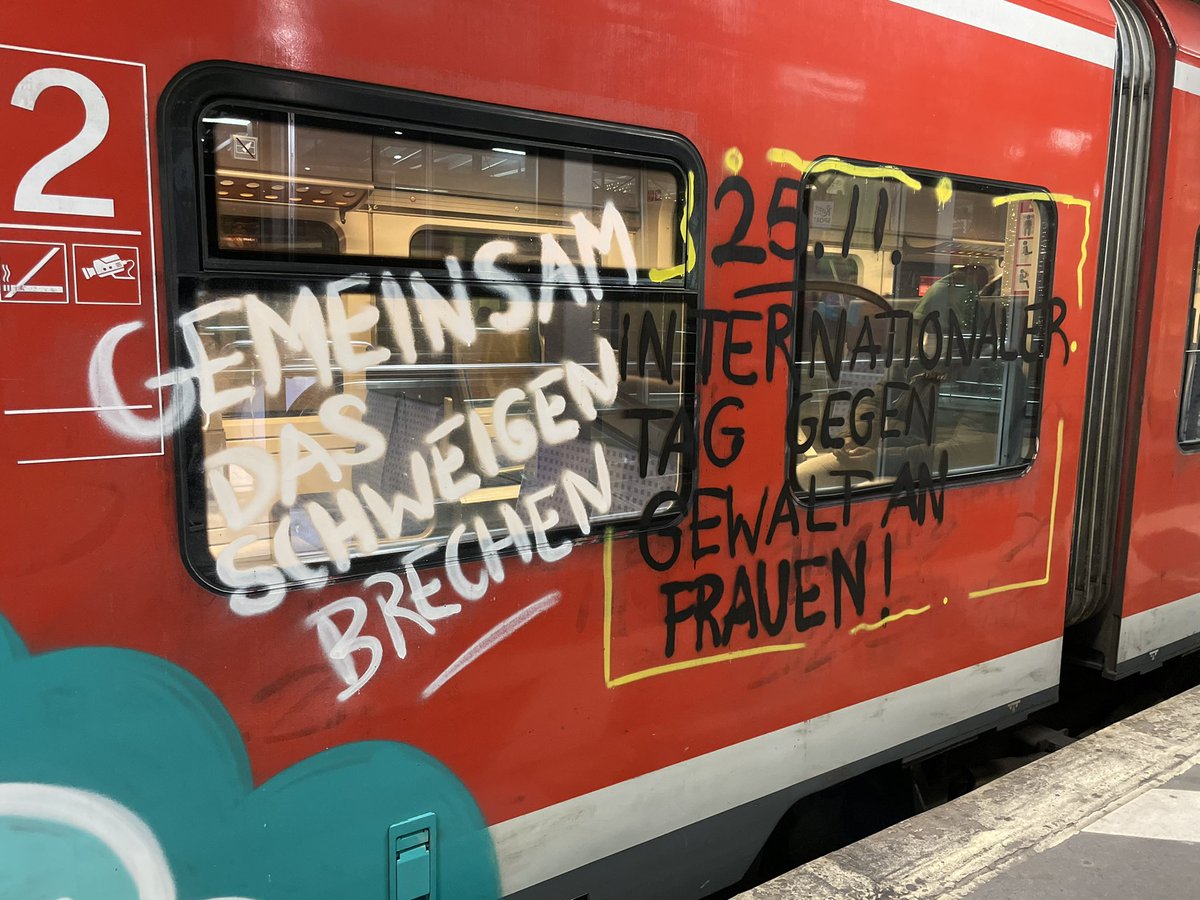 2
GEMEINSAM
DAS
SCHWEIGEN
BRECHEN
25.11.
INTERNATIONALER
TAG GEGEN
GEWALT AN
FRAUEN!